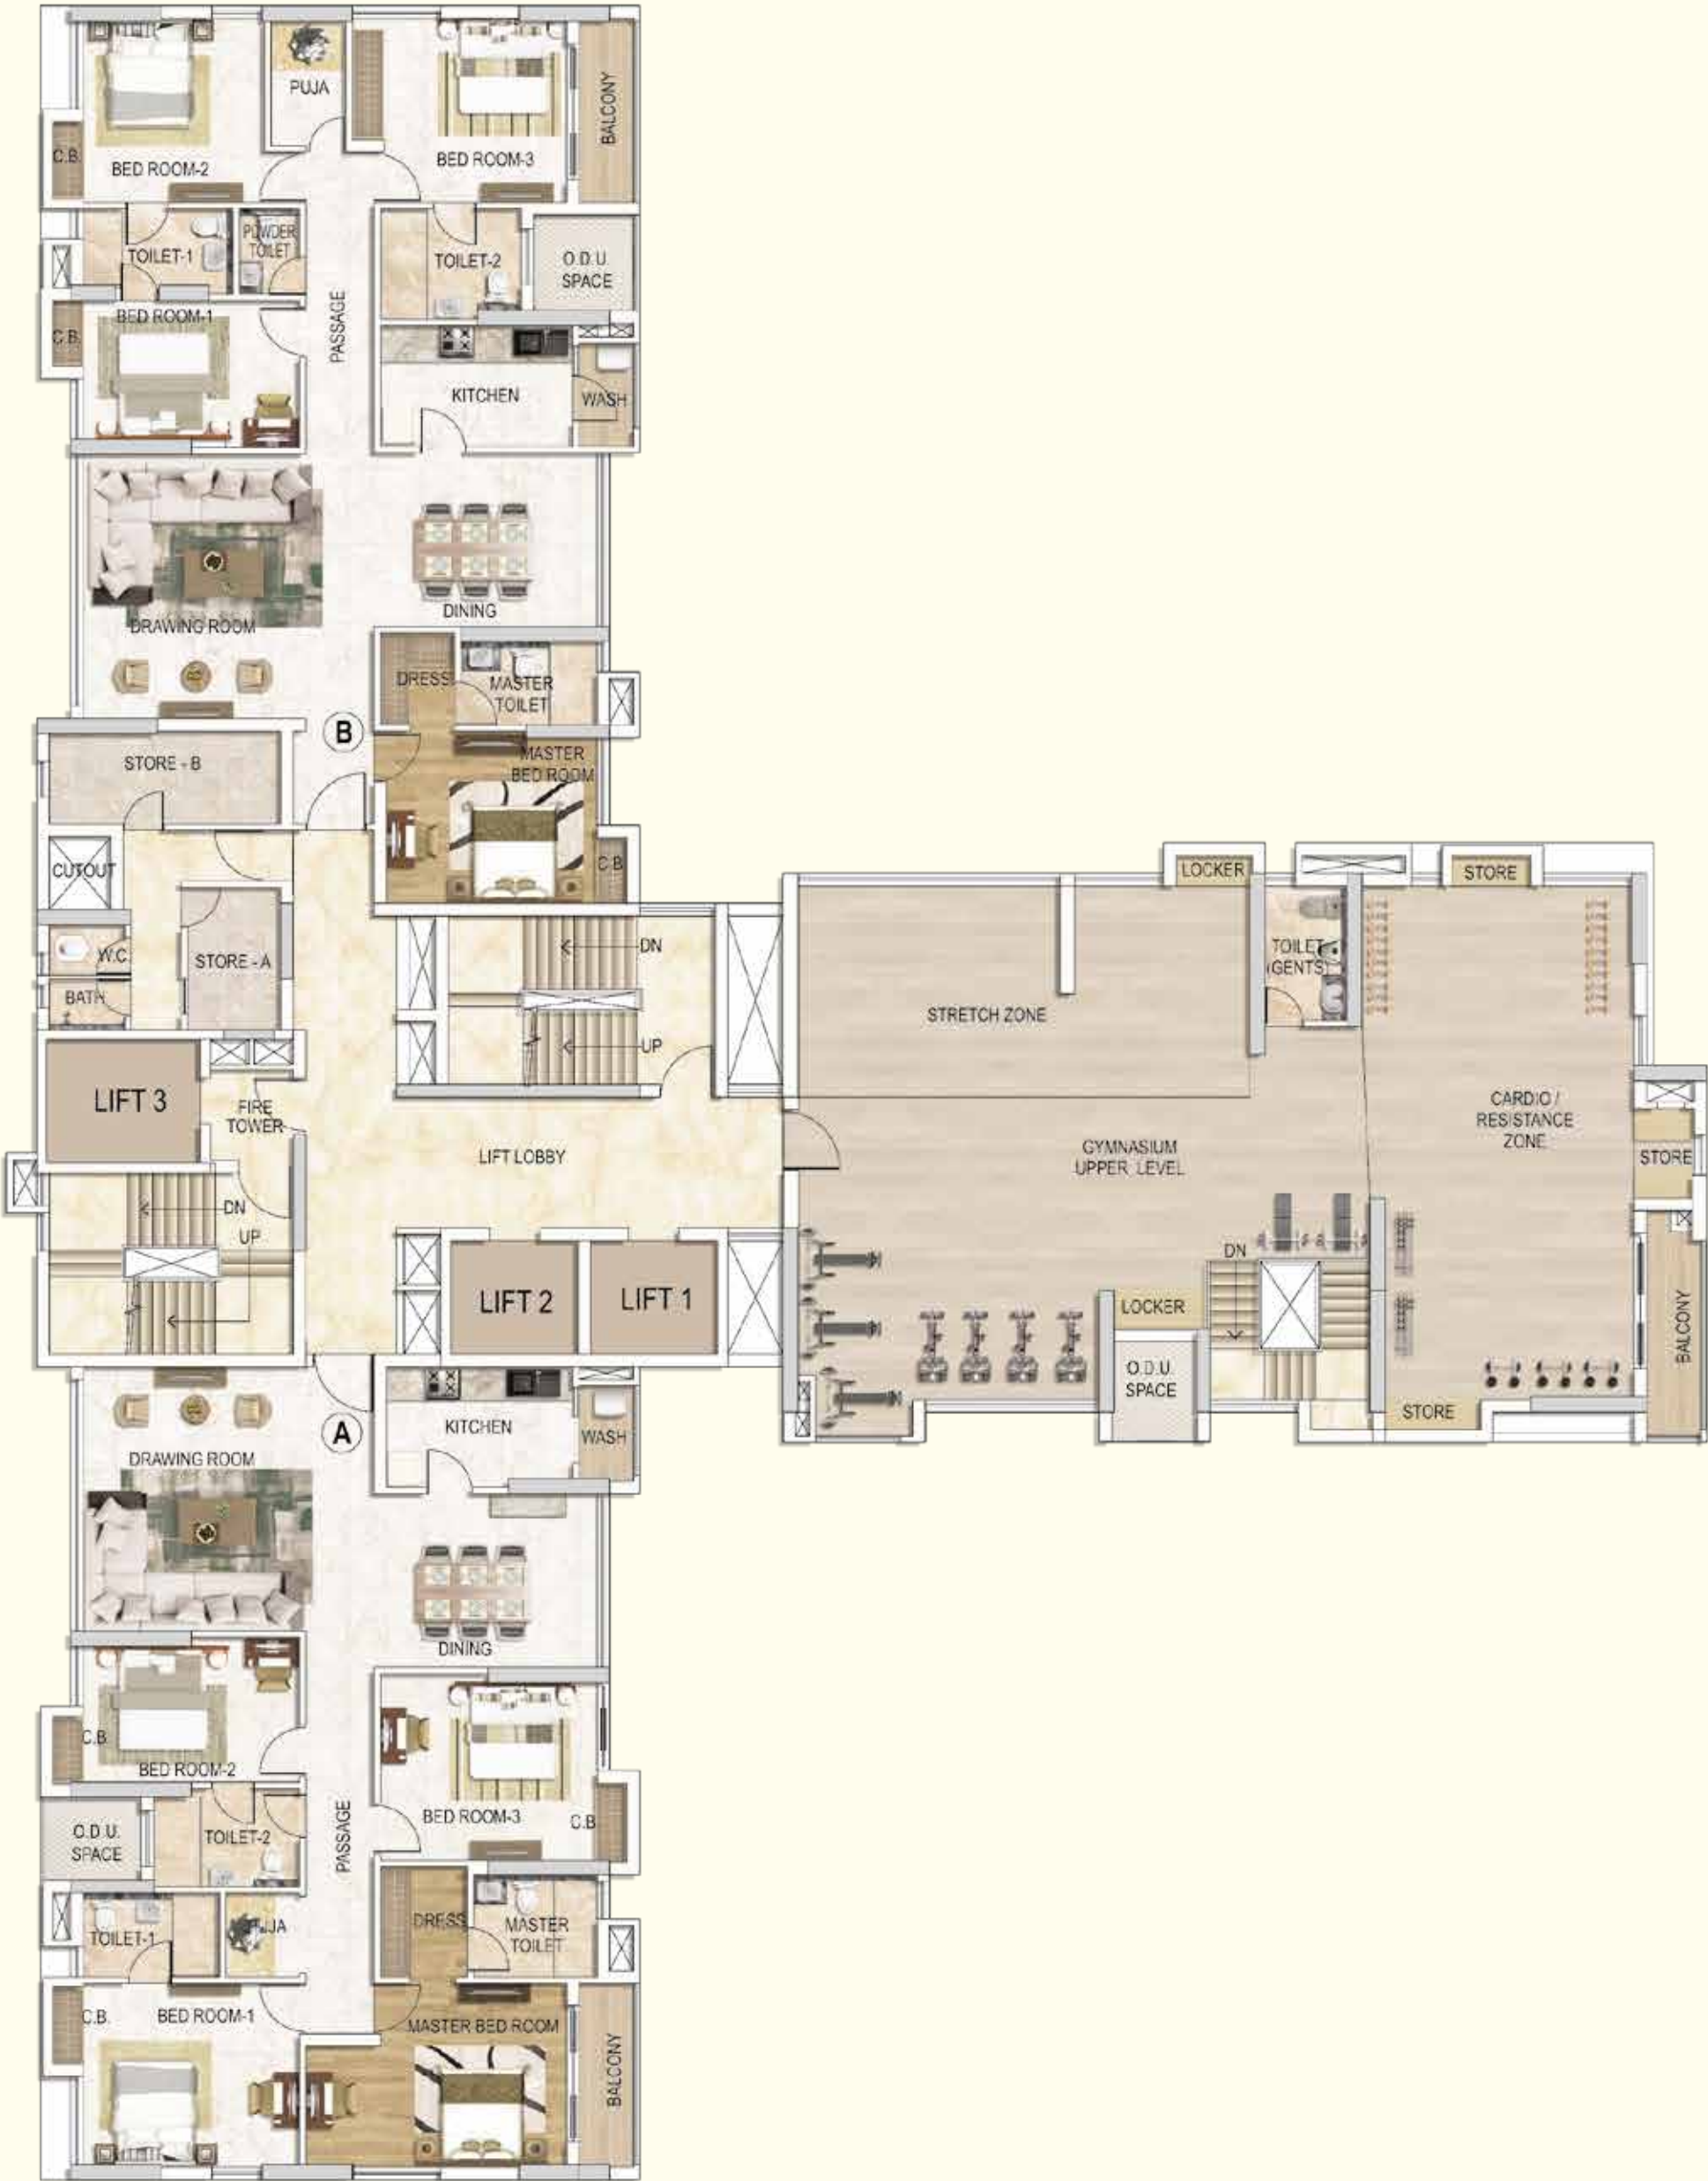 PUJA
BALCONY
C.B.
BED ROOM-2
BED ROOM-3
POWDER
TOILET
TOILET-1
TOILET-2
O.D.U.
SPACE
BED ROOM-1
C.B.
PASSAGE
KITCHEN
WASH
DINING
DRAWING ROOM
DRESS
MASTER
TOILET
B
STORE - B
MASTER
BED ROOM
C.B
CUTOUT
LOCKER
STORE
W.C.
STORE - A
DN
TOILET
(GENTS)
BATH
STRETCH ZONE
UP
LIFT 3
FIRE
TOWER
CARDIO /
RESISTANCE
ZONE
LIFT LOBBY
GYMNASIUM
UPPER LEVEL
STORE
DN
UP
DN
LIFT 2
LIFT 1
LOCKER
BALCONY
O.D.U.
SPACE
STORE
A
KITCHEN
WASH
DRAWING ROOM
DINING
C.B.
BED ROOM-2
BED ROOM-3
C.B
O.D.U.
SPACE
TOILET-2
PASSAGE
DRESS
MASTER
TOILET
TOILET-1
C.B.
BED ROOM-1
MASTER BED ROOM
BALCONY